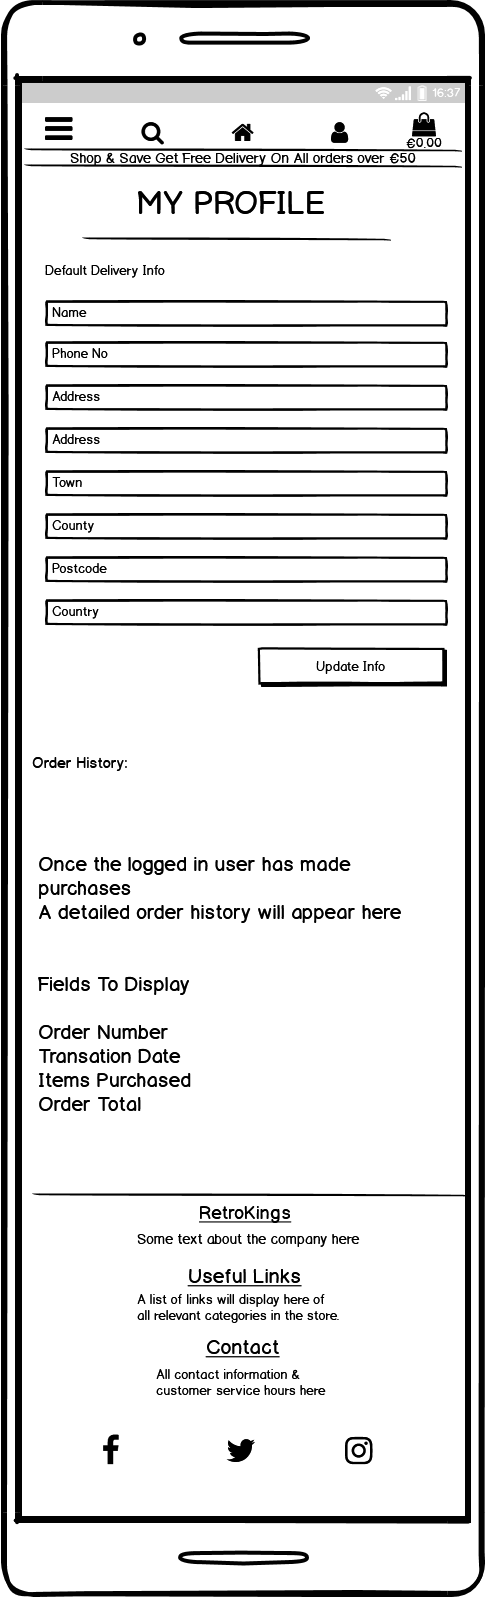 16:37
€0.00
Shop & Save Get Free Delivery On All orders over €50
MY PROFILE
Default Delivery Info
Name
Phone No
Address
Address
Town
County
Postcode
Country
Update Info
Order History:
Once the logged in user has made
purchases
A detailed order history will appear here
Fields To Display
Order Number
Transation Date
Items Purchased
Order Total
RetroKings
Some text about the company here
Useful Links
A list of links will display here of
all relevant categories in the store.
Contact
All contact information &
customer service hours here